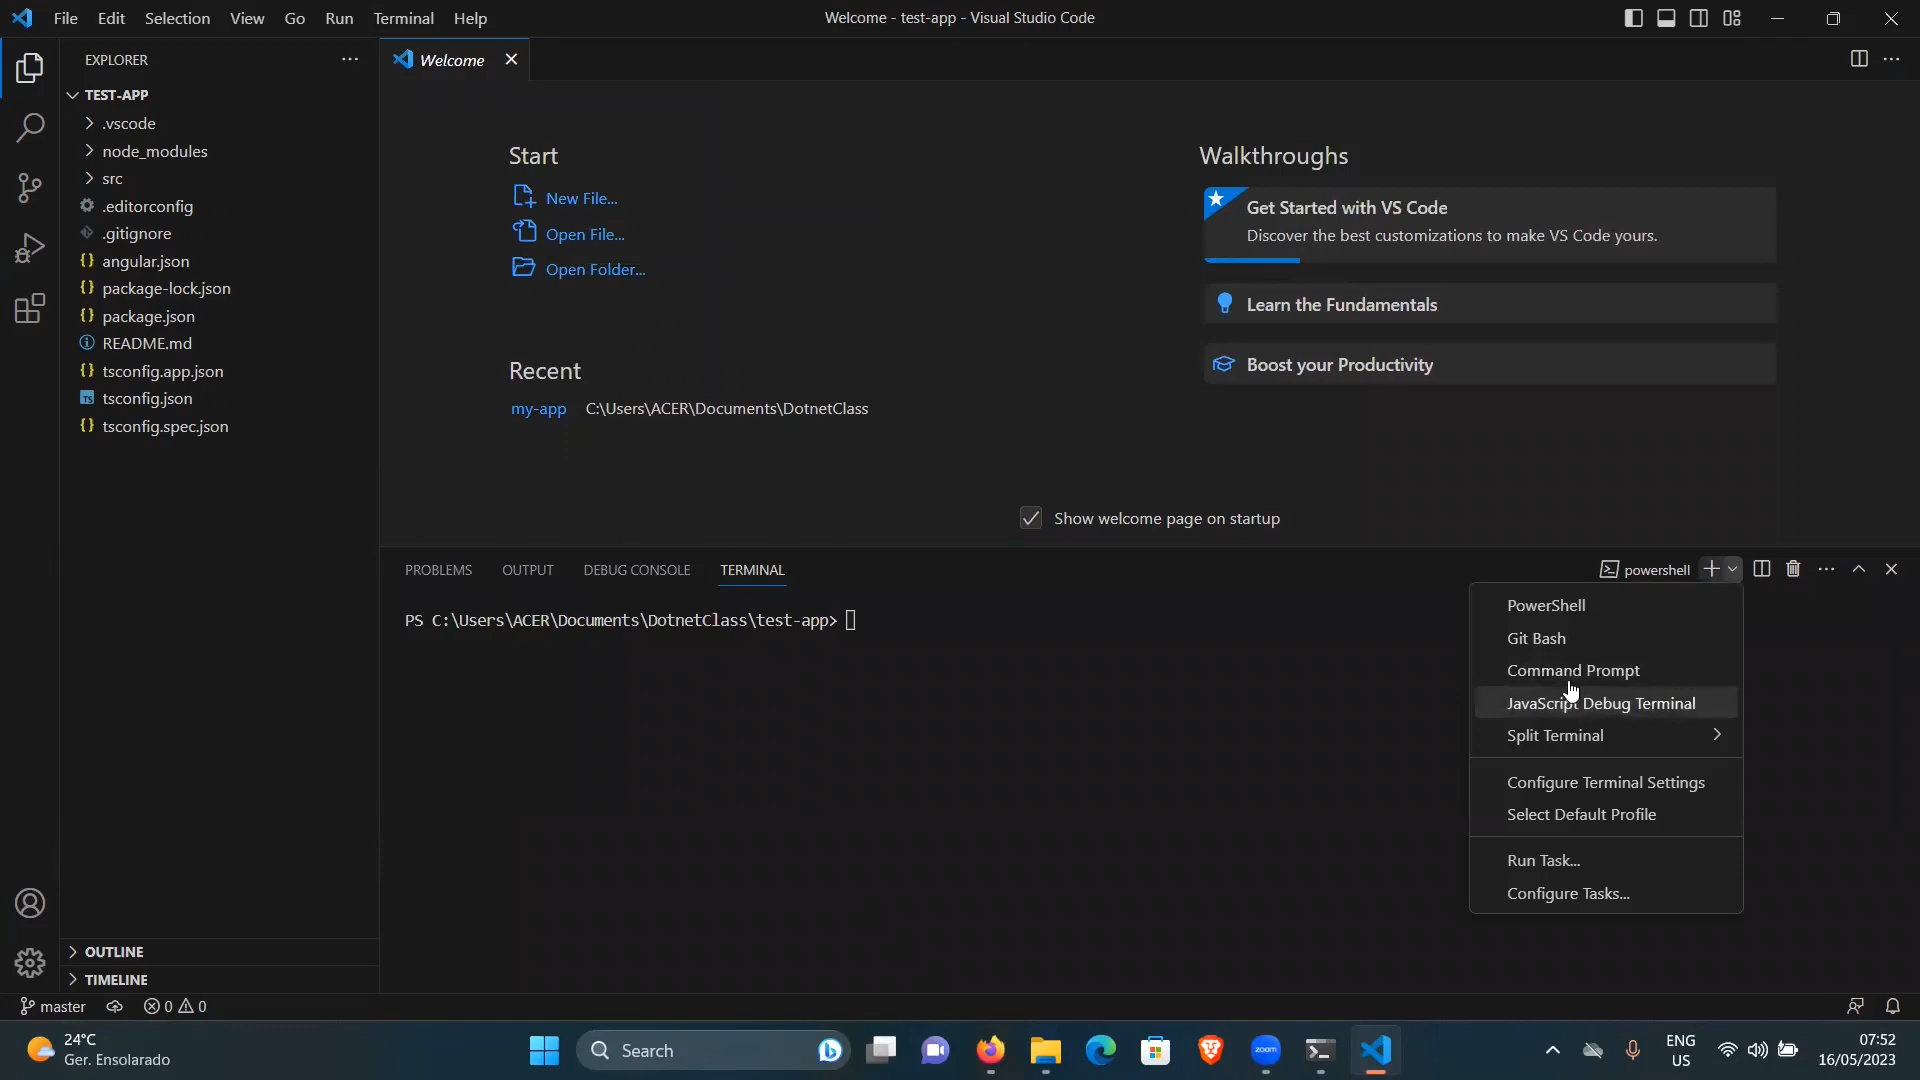 File Edit Selection View Go Run Terminal Help
Welcome - test-app - Visual Studio Code
EXPLORER
TEST-APP
.vscode
node_modules
src
.editorconfig
.gitignore
angular.json
package-lock.json
package.json
README.md
tsconfig.app.json
TS tsconfig.json
tsconfig.spec.json
OUTLINE
TIMELINE
Welcome
Start
New File...
Open File...
Open Folder...
Recent
my-app C:\Users\ACER\Documents\DotnetClass
Walkthroughs
Get Started with VS Code
Discover the best customizations to make VS Code yours.
Learn the Fundamentals
Boost your Productivity
Show welcome page on startup
PROBLEMS OUTPUT DEBUG CONSOLE TERMINAL
powershell
PS C:\Users\ACER\Documents\DotnetClass\test-app>
PowerShell
Git Bash
Command Prompt
JavaScript Debug Terminal
Split Terminal
Configure Terminal Settings
Select Default Profile
Run Task...
Configure Tasks...
master 0 0
24°C
Ger. Ensolarado
Search
zoom
ENG
US
07:52
16/05/2023